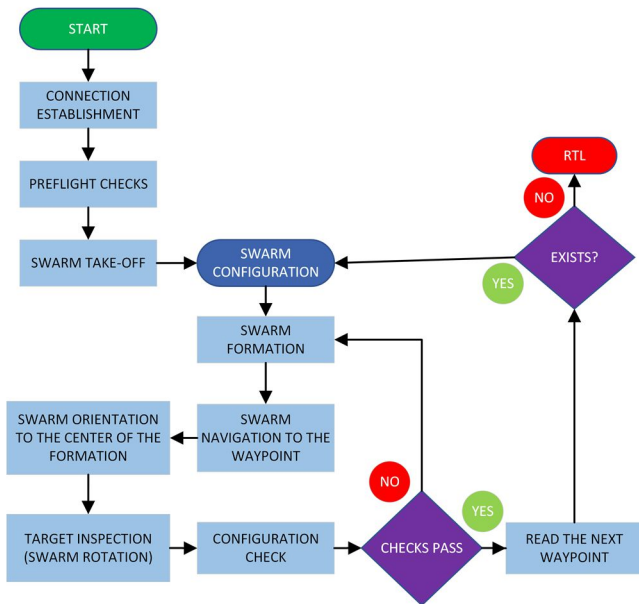 START
CONNECTION
ESTABLISHMENT
PREFLIGHT CHECKS
SWARM TAKE-OFF
SWARM
CONFIGURATION
SWARM
FORMATION
SWARM
NAVIGATION TO THE
WAYPOINT
SWARM ORIENTATION
TO THE CENTER OF THE
FORMATION
TARGET INSPECTION
(SWARM ROTATION)
CONFIGURATION
CHECK
CHECKS PASS
NO
YES
READ THE NEXT
WAYPOINT
EXISTS?
YES
NO
RTL